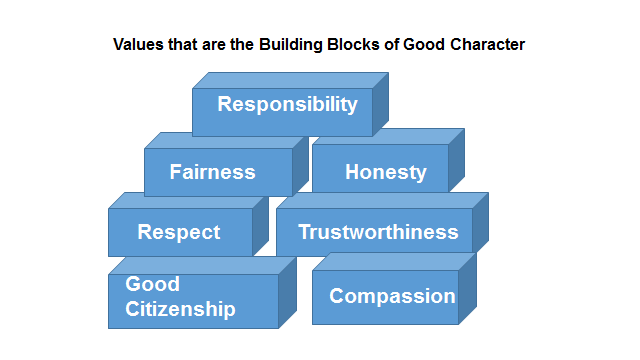 Values that are the Building Blocks of Good Character
Responsibility
Fairness
Honesty
Respect
Trustworthiness
Good
Citizenship
Compassion